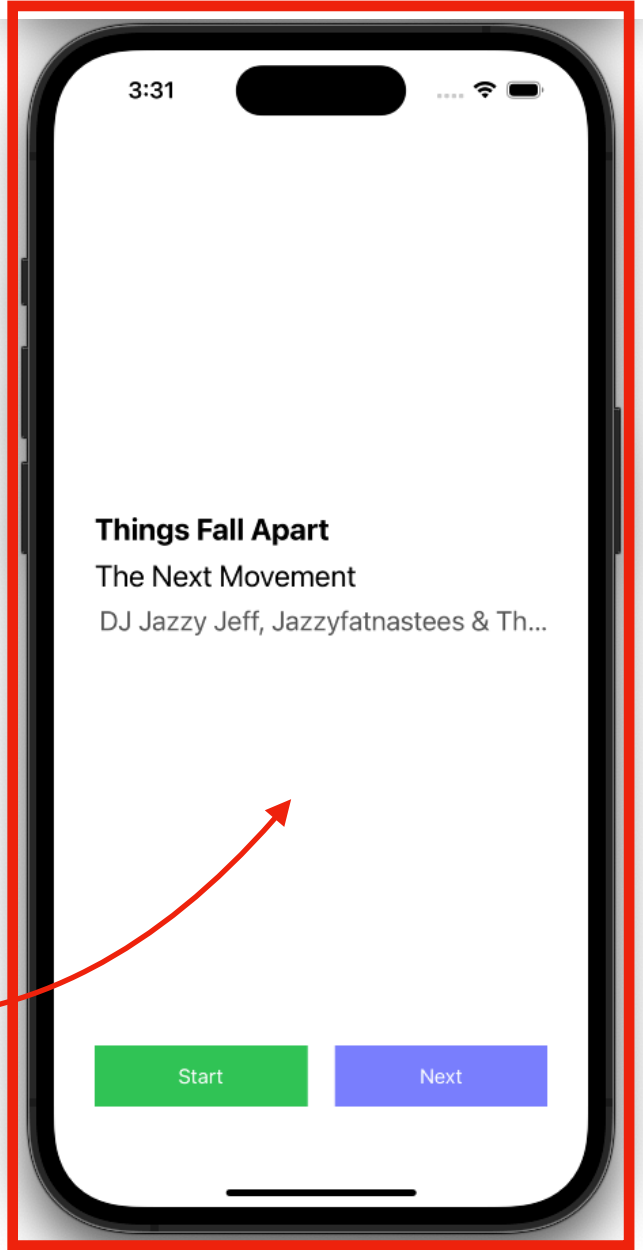 3:31
Things Fall Apart
The Next Movement
DJ Jazzy Jeff, Jazzyfatnastees & Th...
Start
Next